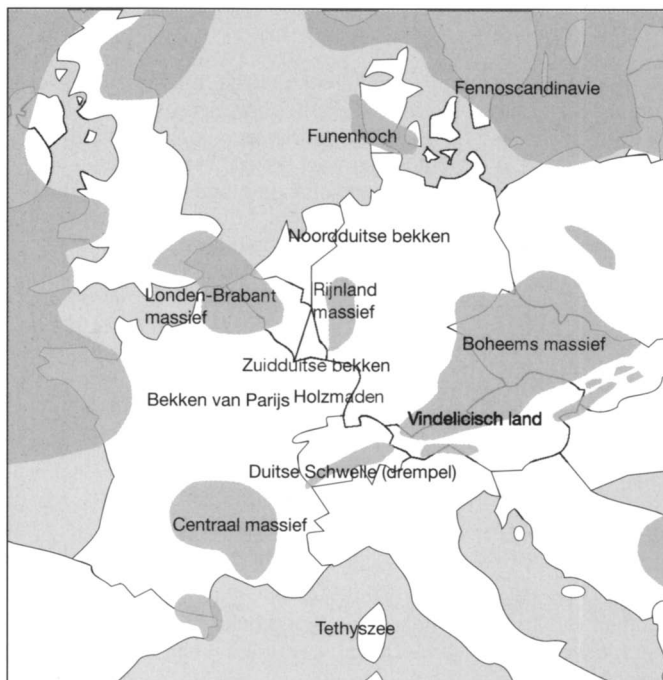 Fennoscandinavie
Funenhoch
Noordduitse bekken
Londen-Brabant
massief
Rijnland
massief
Boheems massief
Zuidduitse bekken
Bekken van Parijs
Holzmaden
Vindelicisch land
Duitse Schwelle (drempel)
Centraal massief
Tethyszee